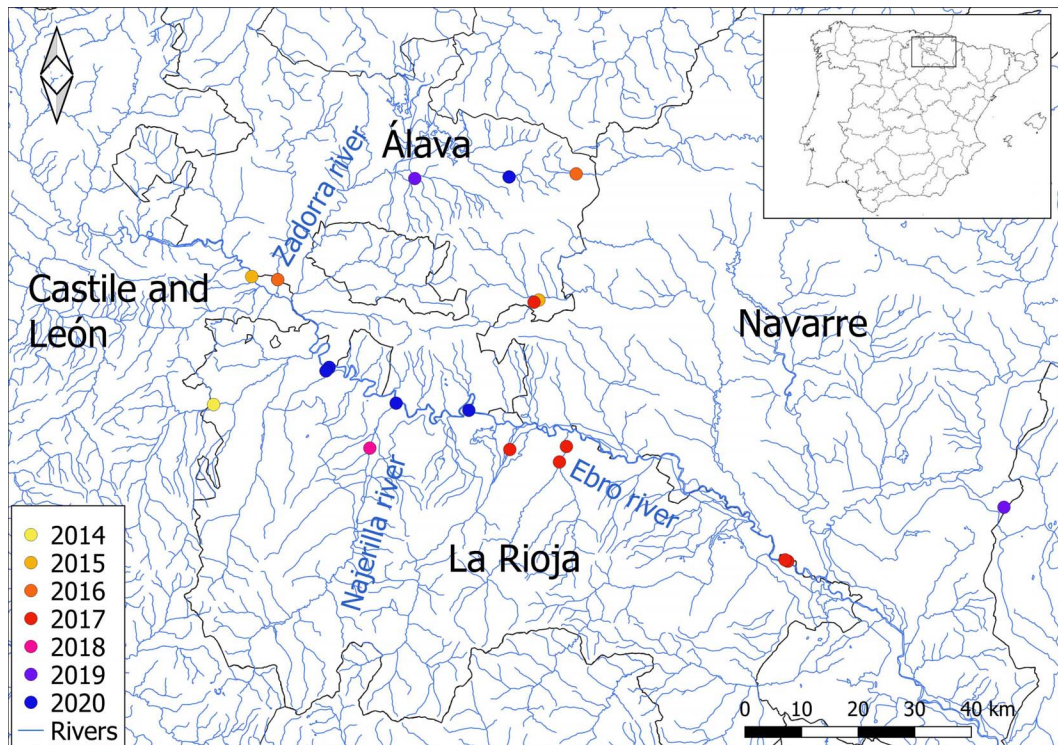 Álava
Zadorra river
Castile and
León
Navarre
Najerilla river
Ebro river
La Rioja
2014
2015
2016
2017
2018
2019
2020
Rivers
0 10 20 30 40 km